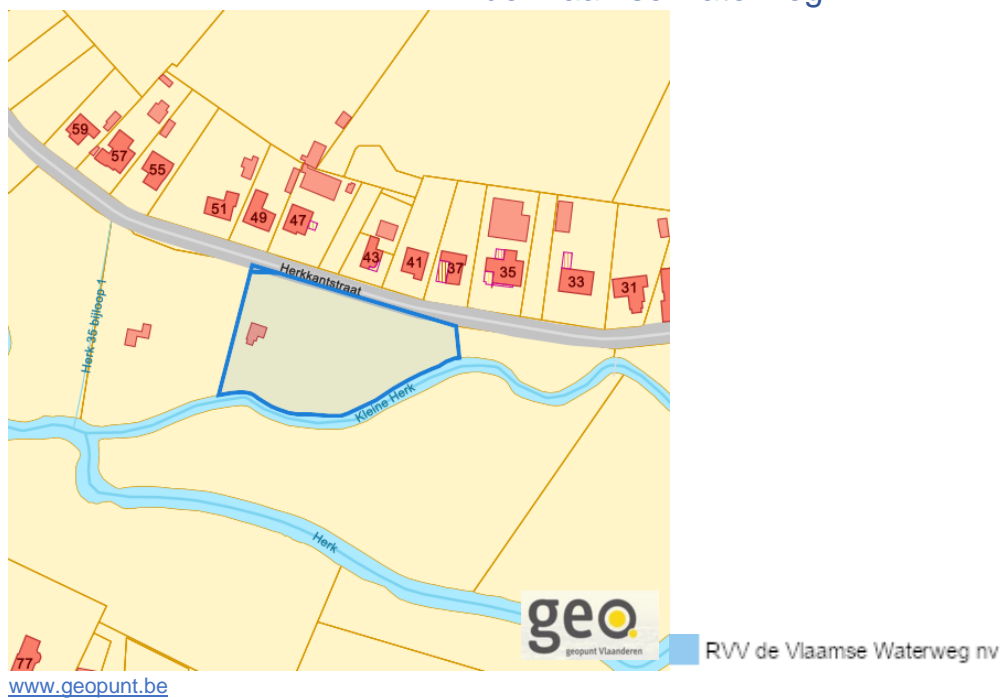 59
57
55
51
49
47
43
41
37
35
33
31
Herkkantstraat
Herk 35 bijloop 1
Kleine Herk
Herk
77
geo.
geopunt Vlaanderen
RVV de Vlaamse Waterweg nv
www.geopunt.be